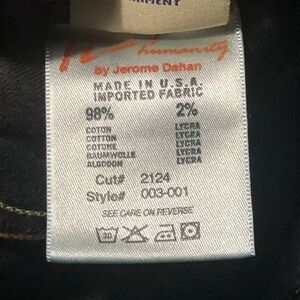 humanity
by Jerome Dahan
MADE IN U.S.A.
IMPORTED FABRIC
98% 2%
COTON LYCRA
COTTON LYCRA
COTONE LYCRA
BAUMWOLLE LYCRA
ALGODON LYCRA
Cut# 2124
Style# 003-001
SEE CARE ON REVERSE